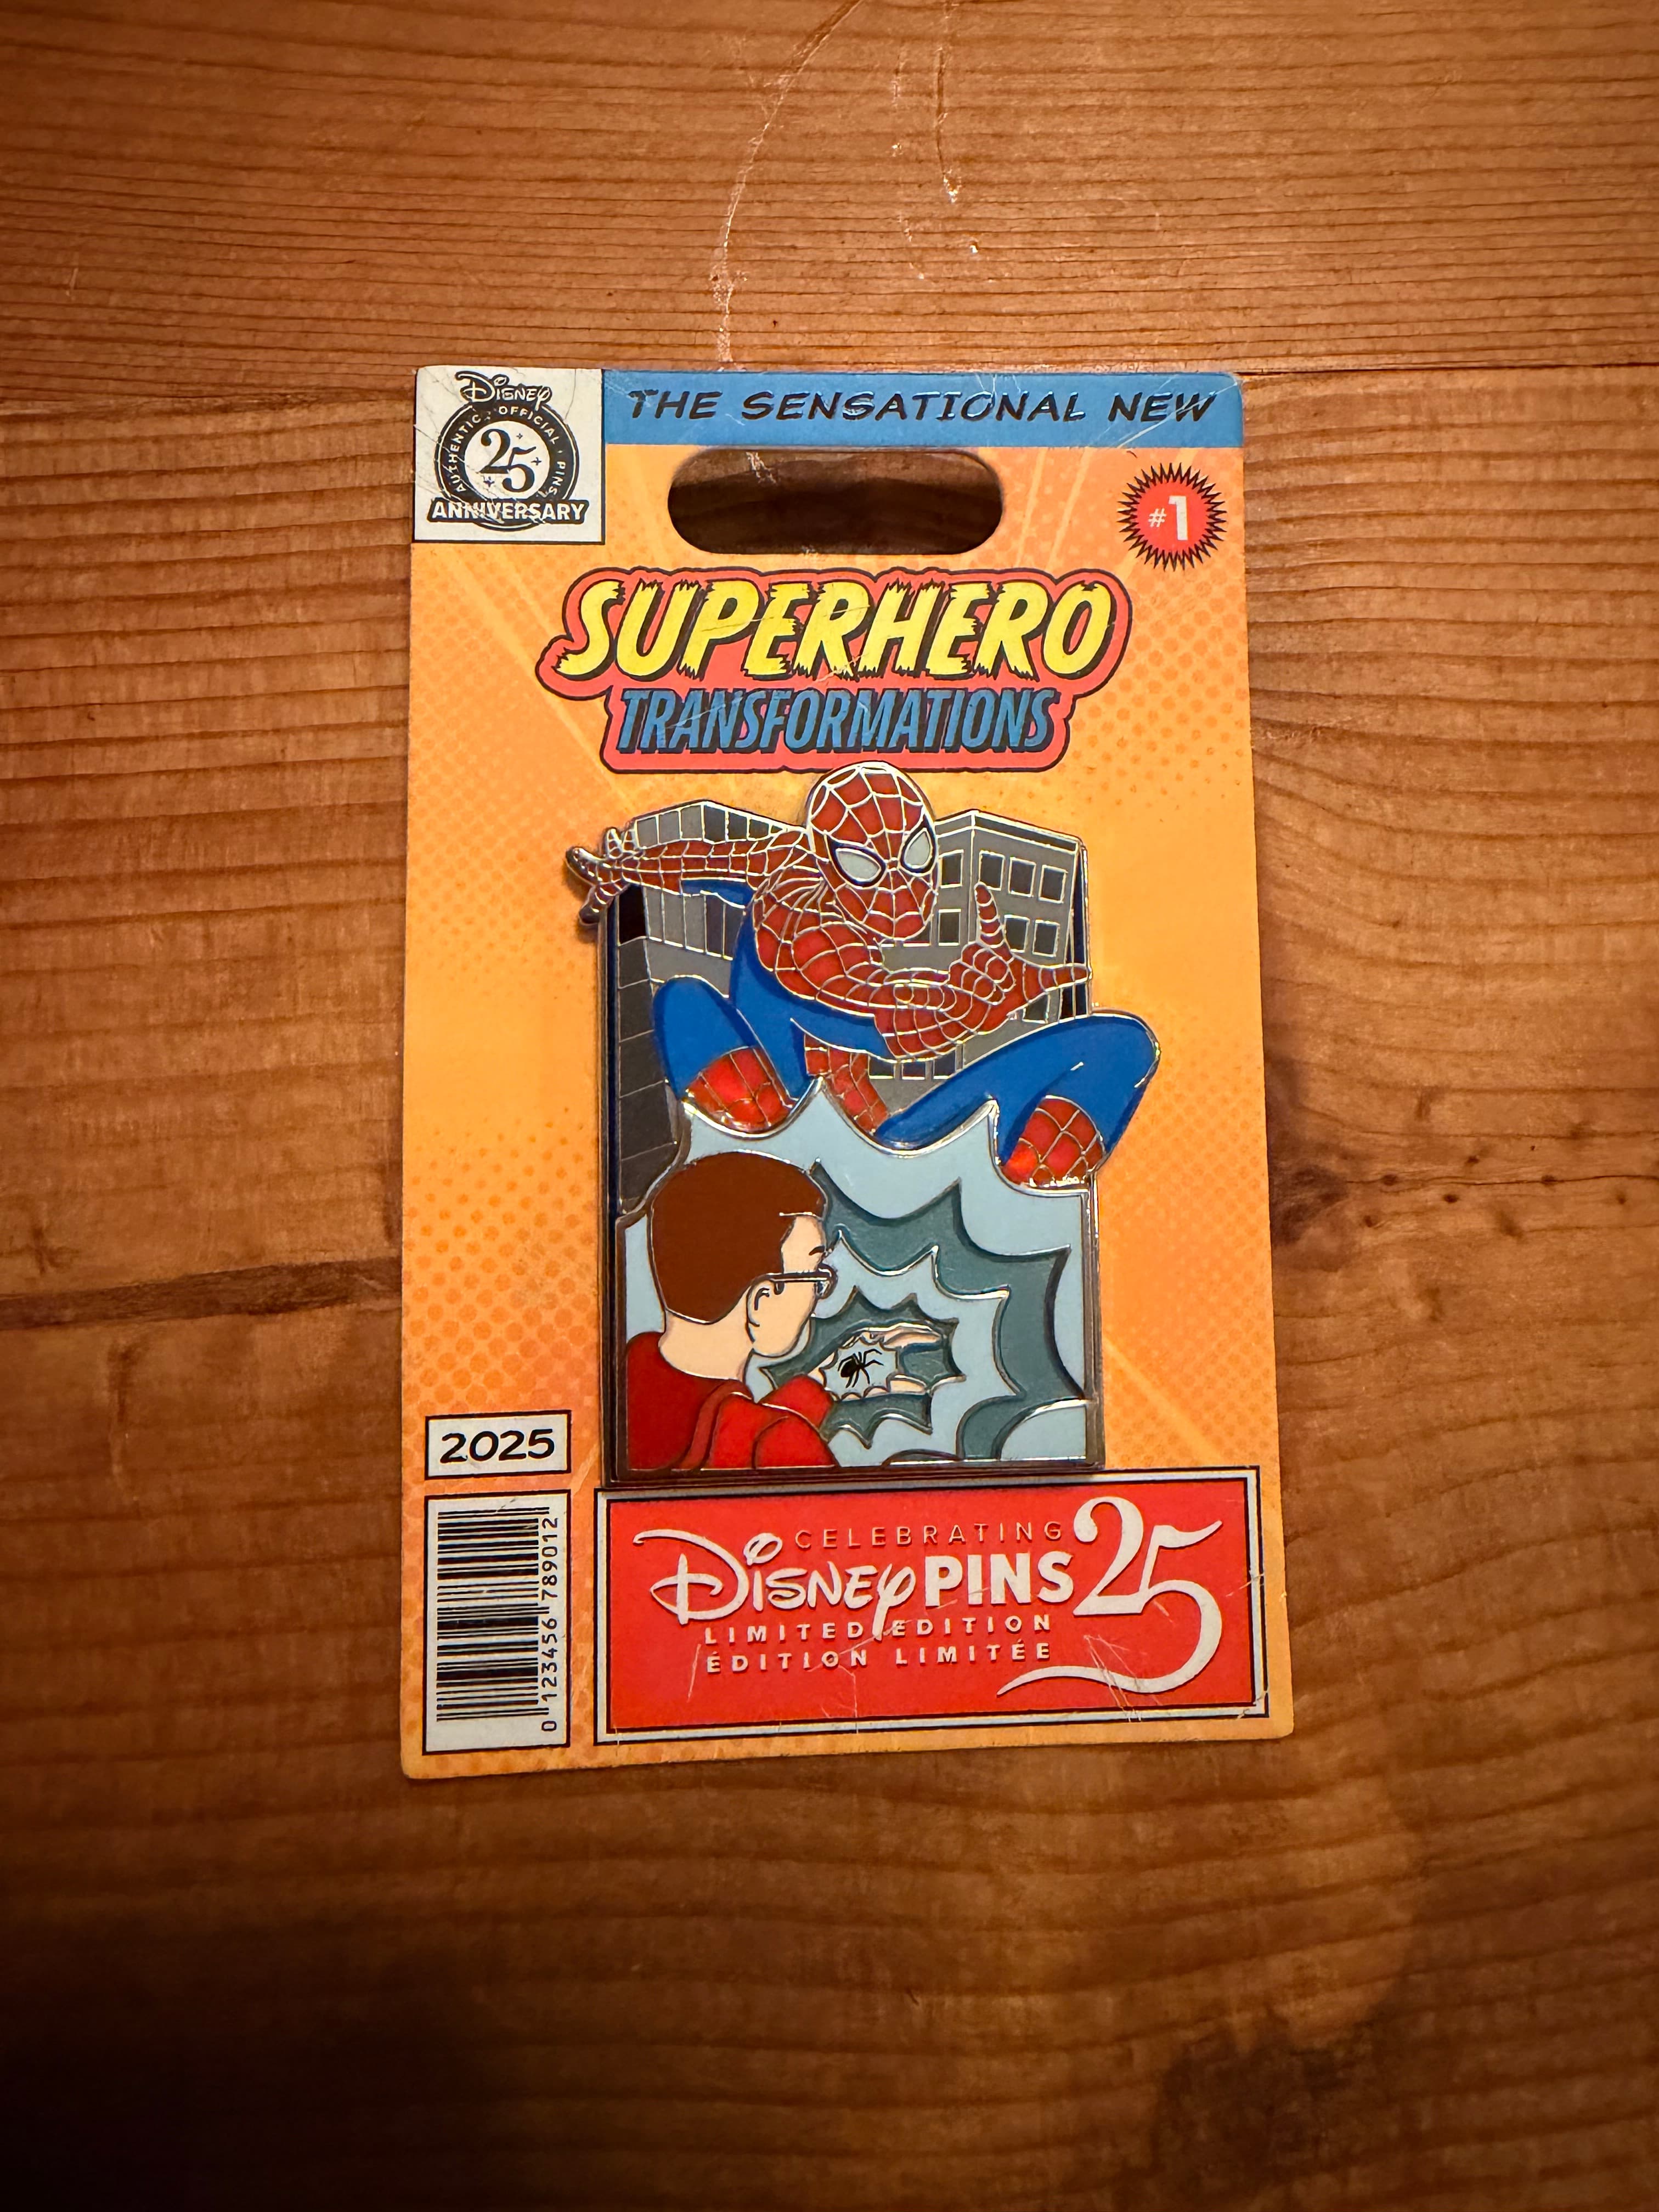 Disney
AUTHENTIC · OFFICIAL · PINS
25
ANNIVERSARY
THE SENSATIONAL NEW
#1
SUPERHERO
TRANSFORMATIONS
2025
0 123456 789012
CELEBRATING
Disney PINS 25
LIMITED EDITION
ÉDITION LIMITÉE